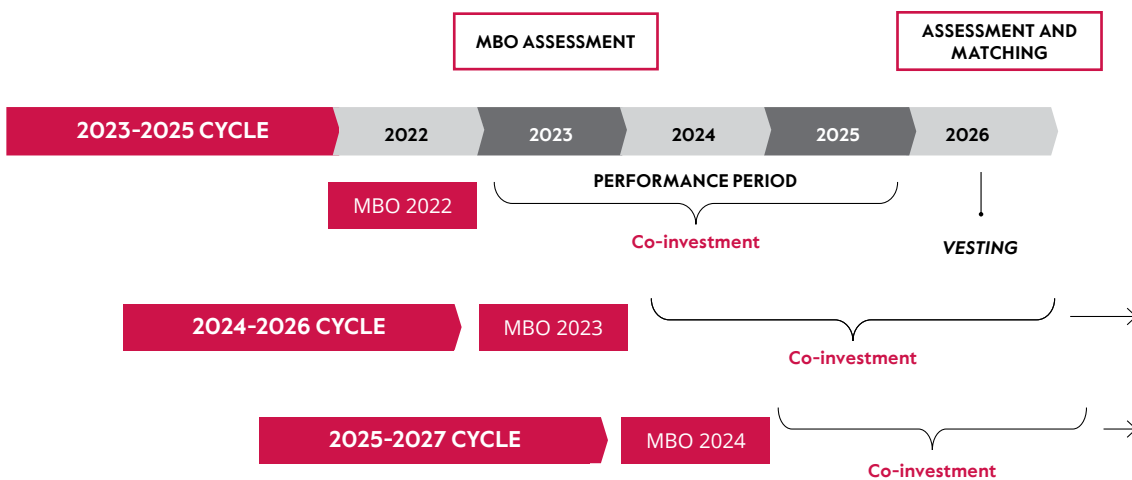 MBO ASSESSMENT
ASSESSMENT AND
MATCHING
2023-2025 CYCLE
2022
2023
2024
2025
2026
MBO 2022
PERFORMANCE PERIOD
Co-investment
VESTING
2024-2026 CYCLE
MBO 2023
Co-investment
2025-2027 CYCLE
MBO 2024
Co-investment